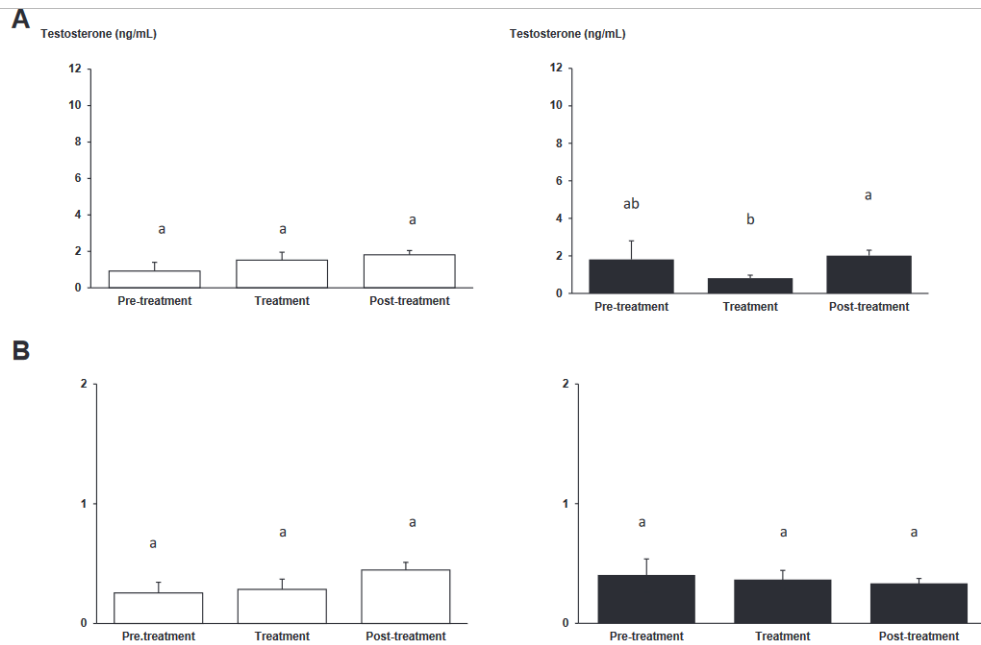 A
Testosterone (ng/mL) Testosterone (ng/mL)
12 12
10 10
8 8
6 6
4 4
2 2
0 0
a a a ab b a
Pre-treatment Treatment Post-treatment Pre-treatment Treatment Post-treatment
B
2 2
1 1
0 0
a a a a a a
Pre.treatment Treatment Post-treatment Pre-treatment Treatment Post-treatment